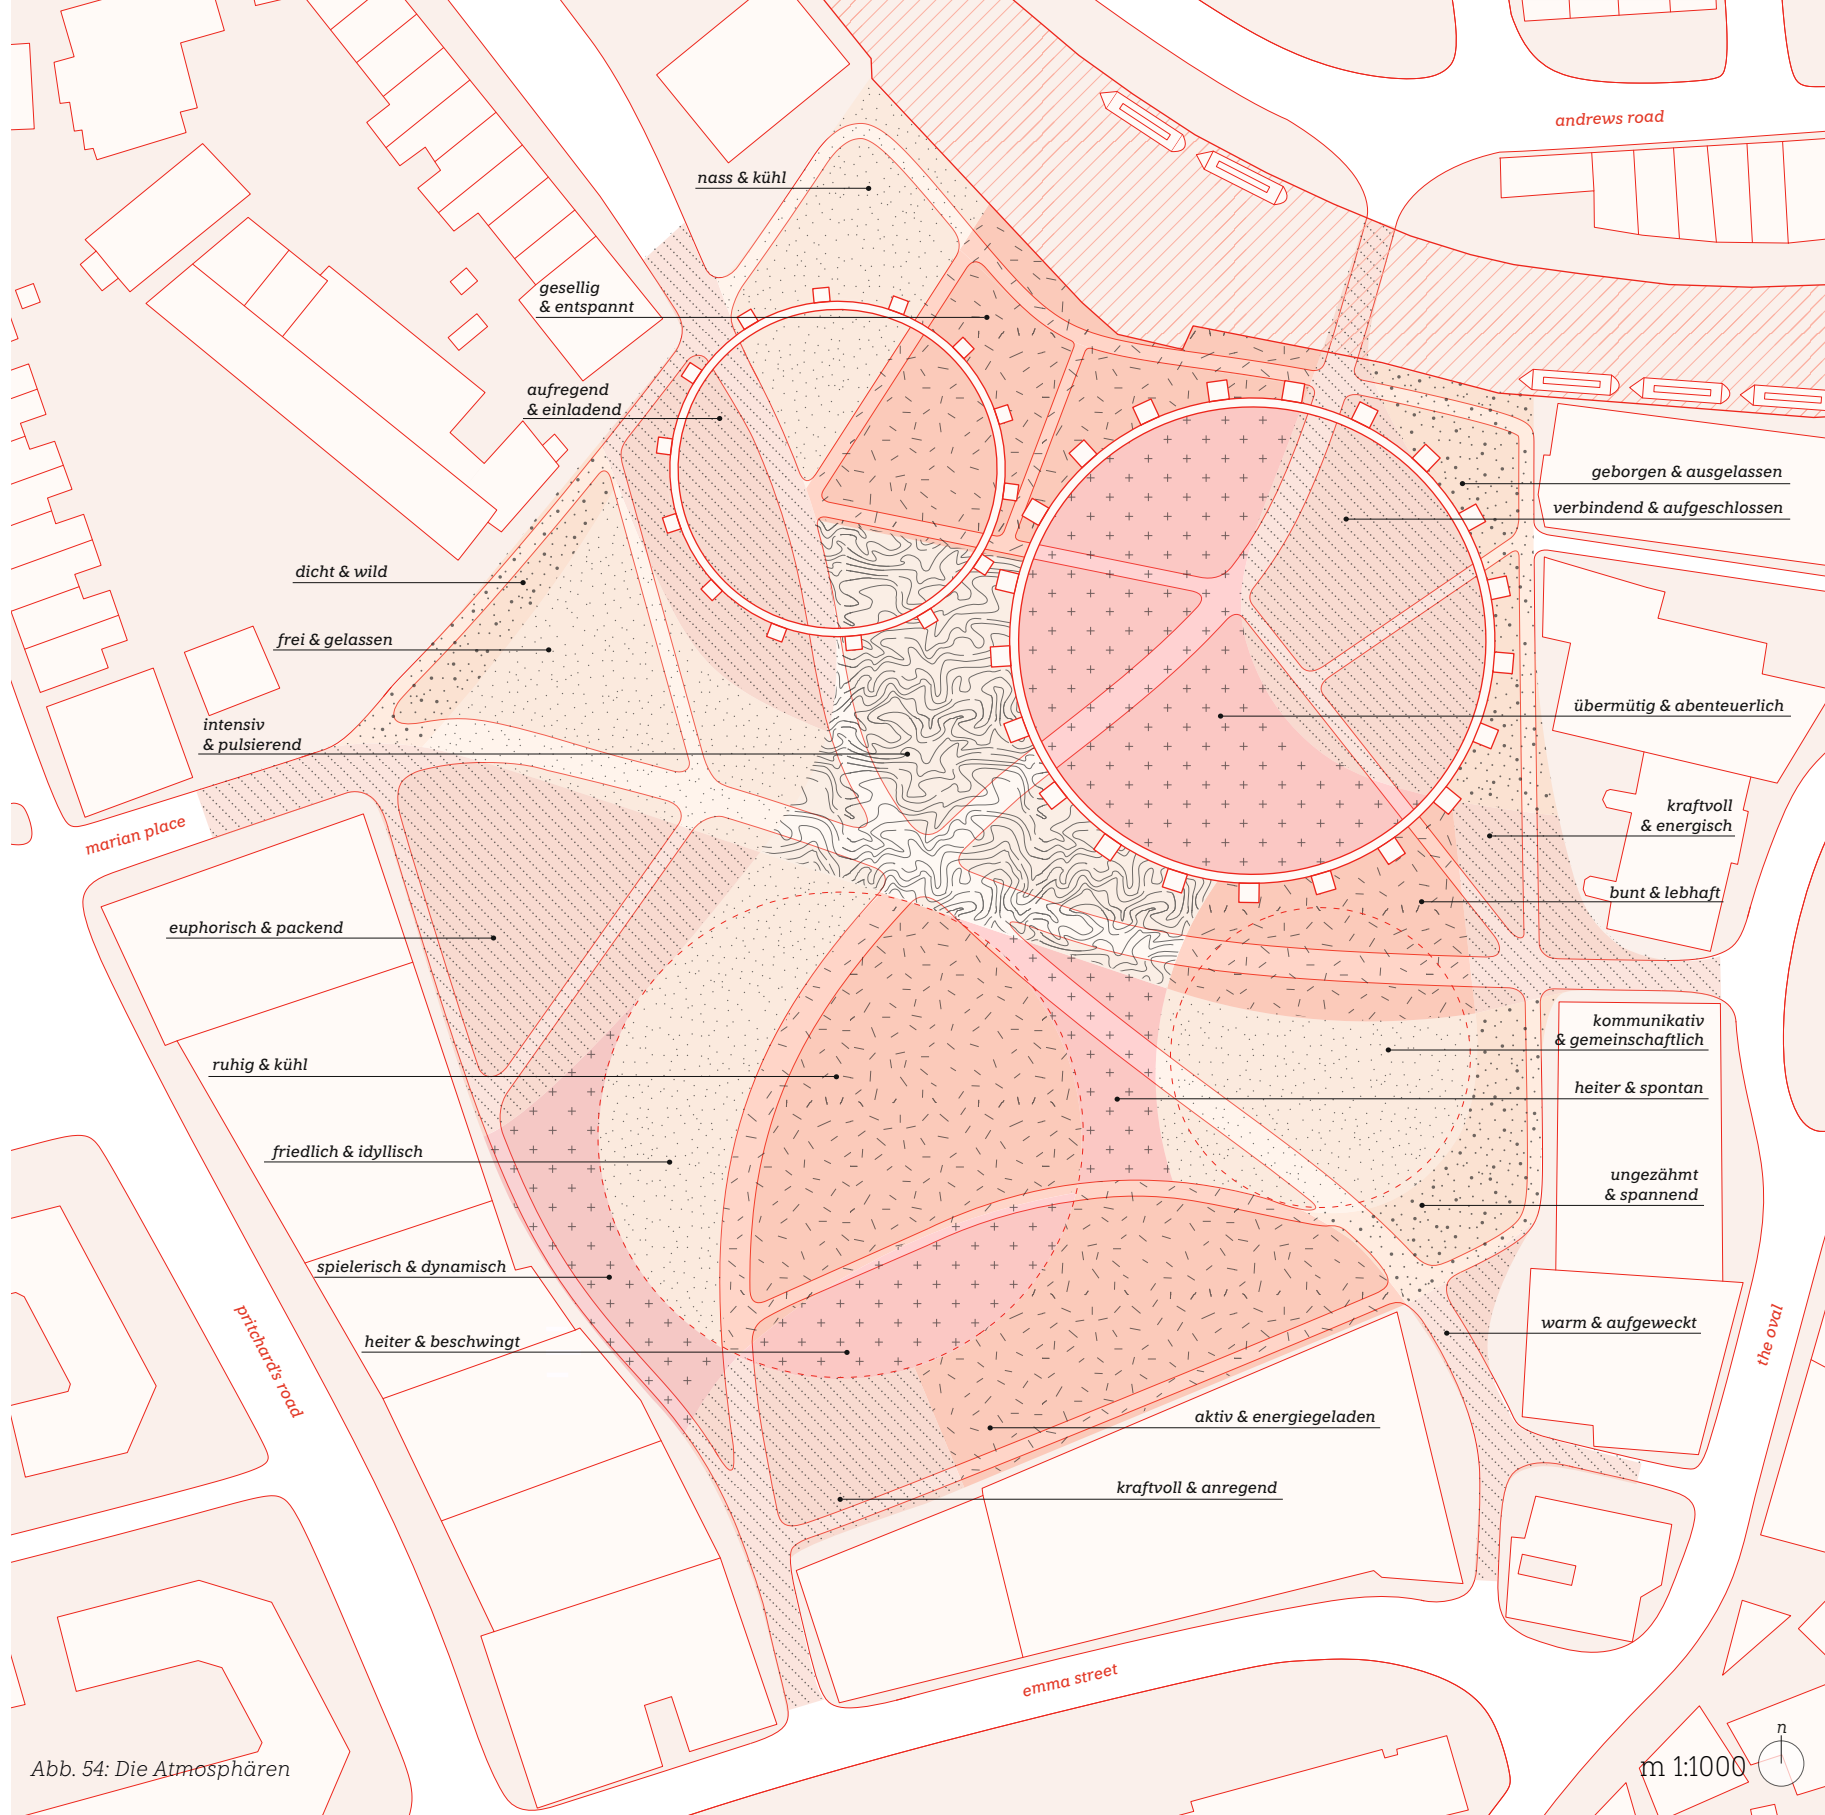 andrews road
nass & kühl
gesellig
& entspannt
aufregend
& einladend
geborgen & ausgelassen
verbindend & aufgeschlossen
dicht & wild
frei & gelassen
übermütig & abenteuerlich
intensiv
& pulsierend
kraftvoll
& energisch
marian place
bunt & lebhaft
euphorisch & packend
kommunikativ
& gemeinschaftlich
ruhig & kühl
heiter & spontan
friedlich & idyllisch
ungezähmt
& spannend
spielerisch & dynamisch
warm & aufgeweckt
heiter & beschwingt
pritchard's road
the oval
aktiv & energiegeladen
kraftvoll & anregend
emma street
n
Abb. 54: Die Atmosphären
m 1:1000